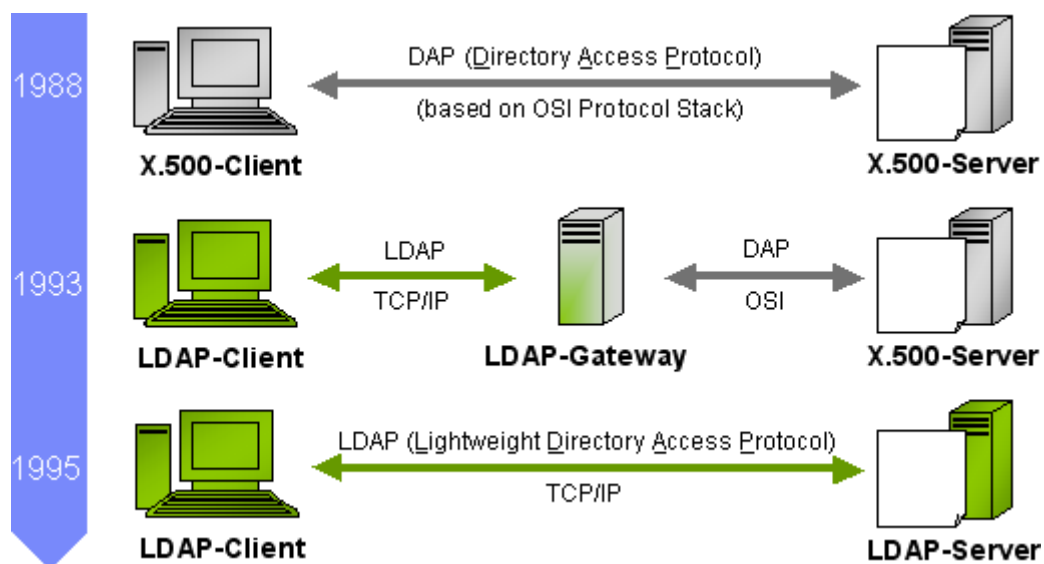 1988
DAP (Directory Access Protocol)
(based on OSI Protocol Stack)
X.500-Client
X.500-Server
1993
LDAP
TCP/IP
DAP
OSI
LDAP-Client
LDAP-Gateway
X.500-Server
1995
LDAP (Lightweight Directory Access Protocol)
TCP/IP
LDAP-Client
LDAP-Server